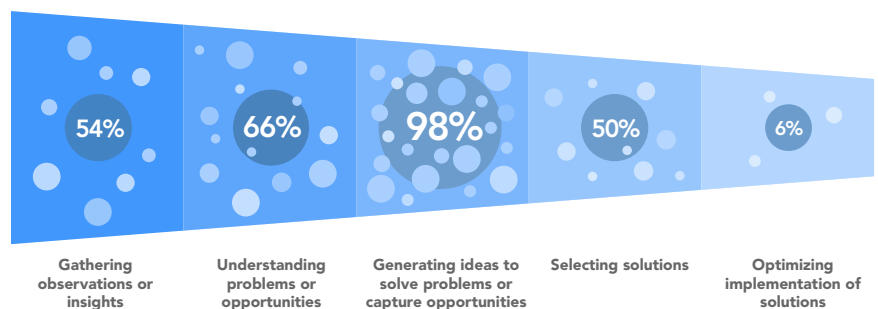 54%
66%
98%
50%
6%
Gathering
observations or
insights
Understanding
problems or
opportunities
Generating ideas to
solve problems or
capture opportunities
Selecting solutions
Optimizing
implementation of
solutions